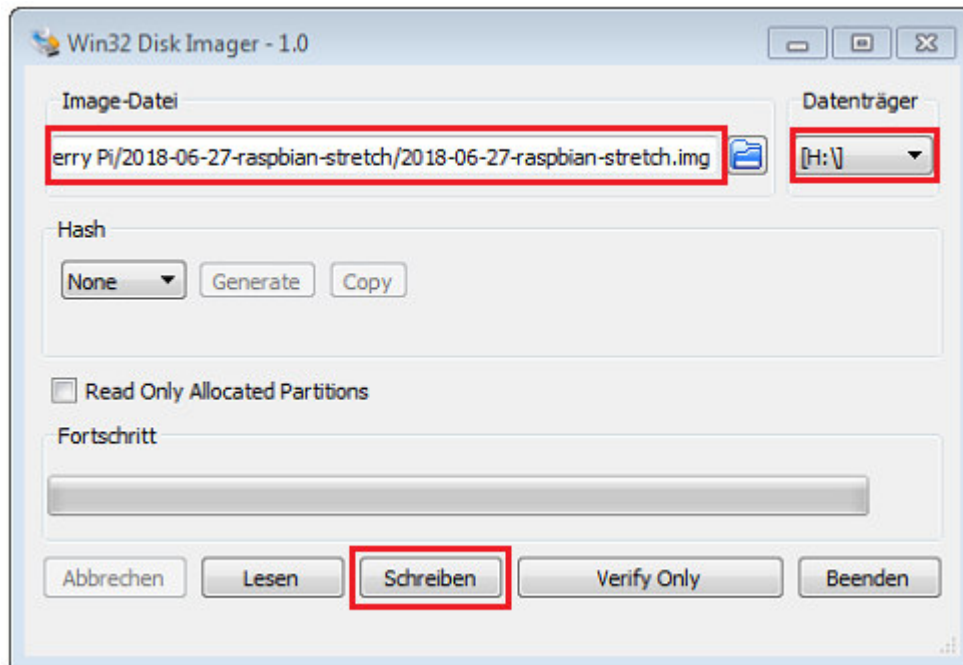 Win32 Disk Imager - 1.0
Image-Datei
Datenträger
erry Pi/2018-06-27-raspbian-stretch/2018-06-27-raspbian-stretch.img
[H:\]
Hash
None
Generate
Copy
Read Only Allocated Partitions
Fortschritt
Abbrechen
Lesen
Schreiben
Verify Only
Beenden